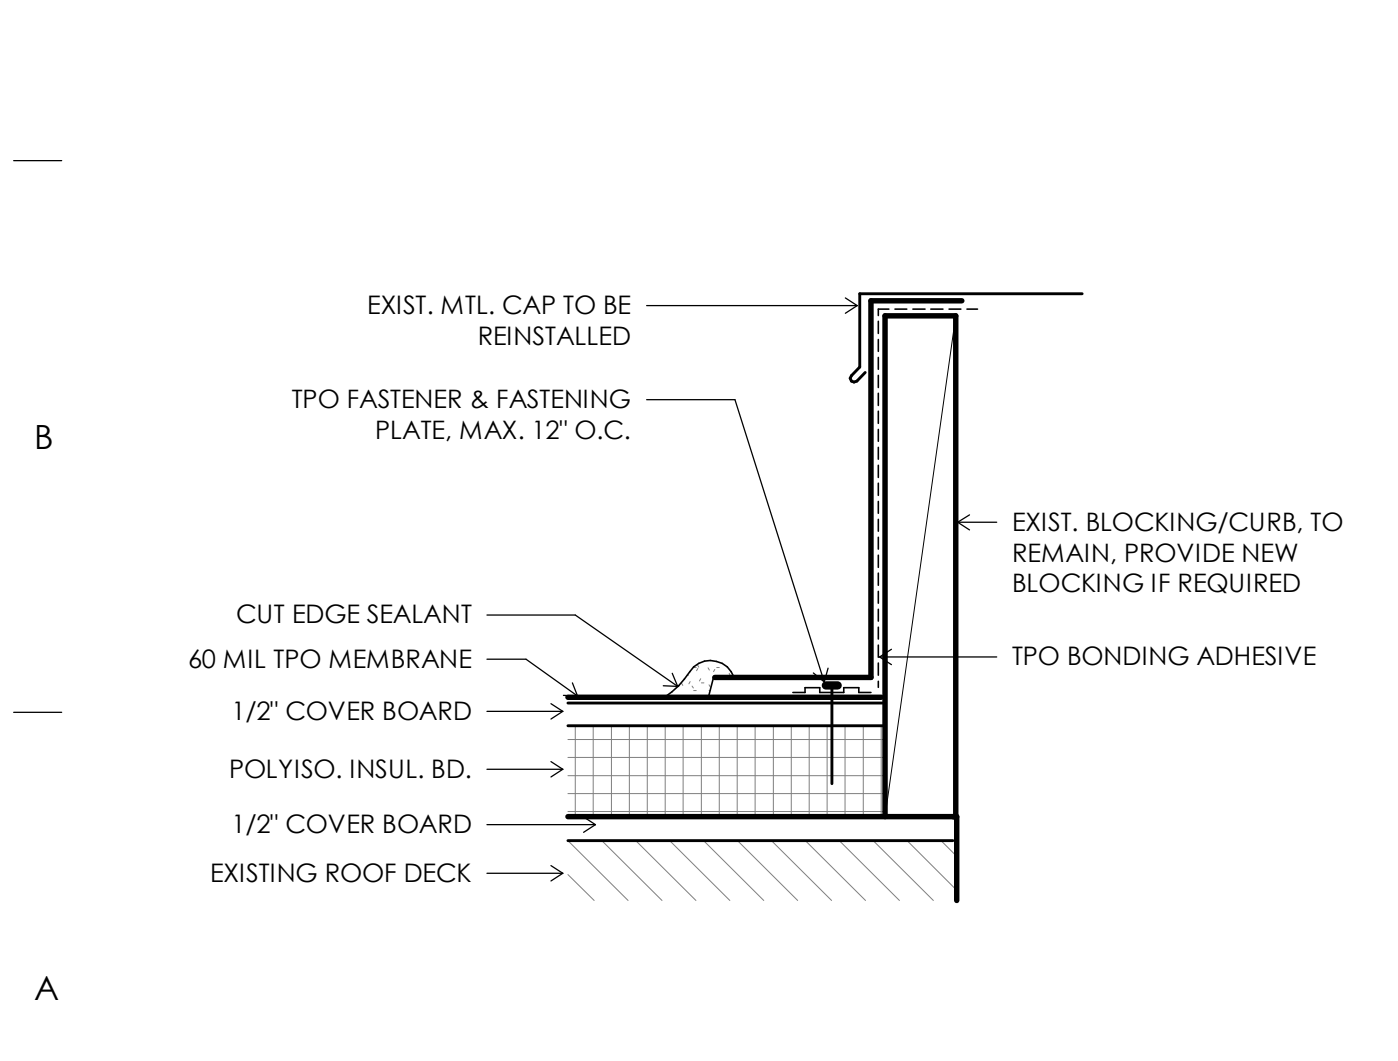 EXIST. MTL. CAP TO BE
REINSTALLED
TPO FASTENER & FASTENING
PLATE, MAX. 12" O.C.
B
EXIST. BLOCKING/CURB, TO
REMAIN, PROVIDE NEW
BLOCKING IF REQUIRED
CUT EDGE SEALANT
60 MIL TPO MEMBRANE
TPO BONDING ADHESIVE
1/2" COVER BOARD
POLYISO. INSUL. BD.
1/2" COVER BOARD
EXISTING ROOF DECK
A